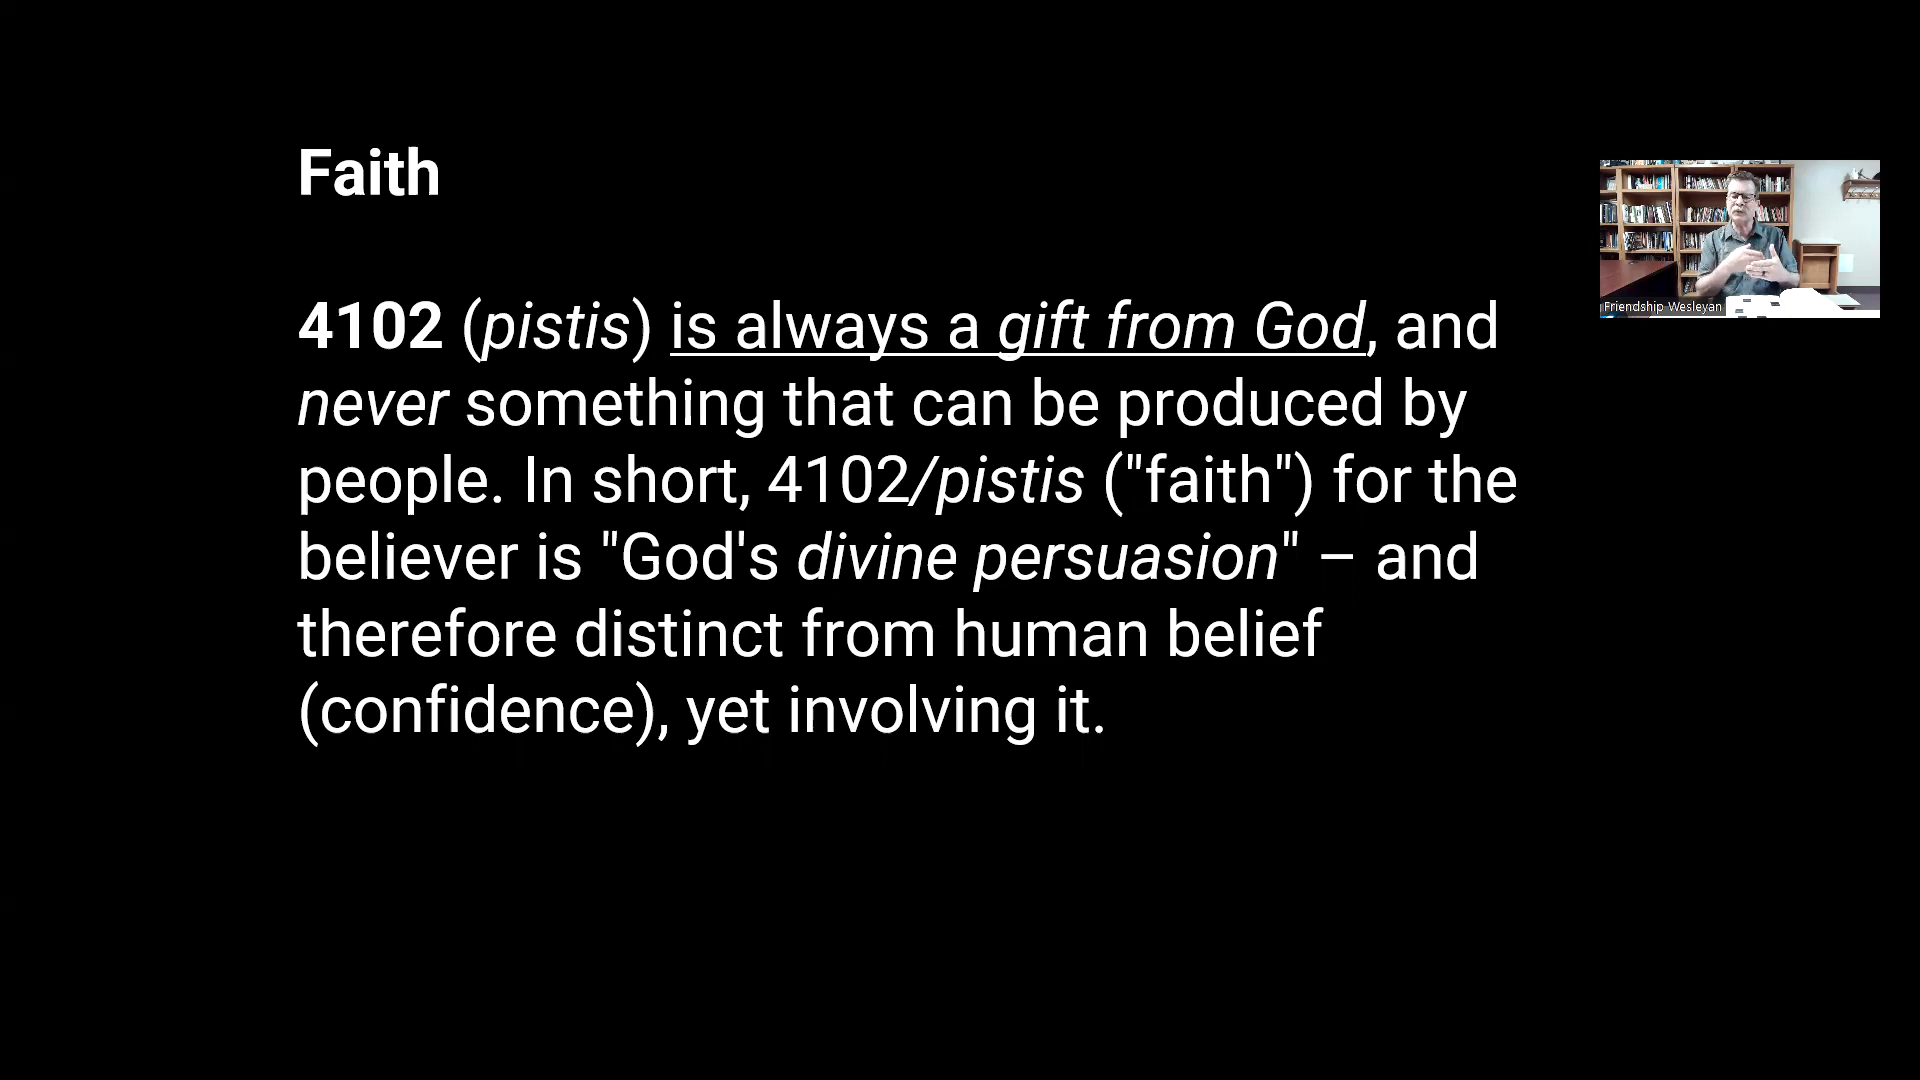 Faith
4102 (pistis) is always a gift from God, and
never something that can be produced by
people. In short, 4102/pistis ("faith") for the
believer is "God's divine persuasion" – and
therefore distinct from human belief
(confidence), yet involving it.
Friendship Wesleyan